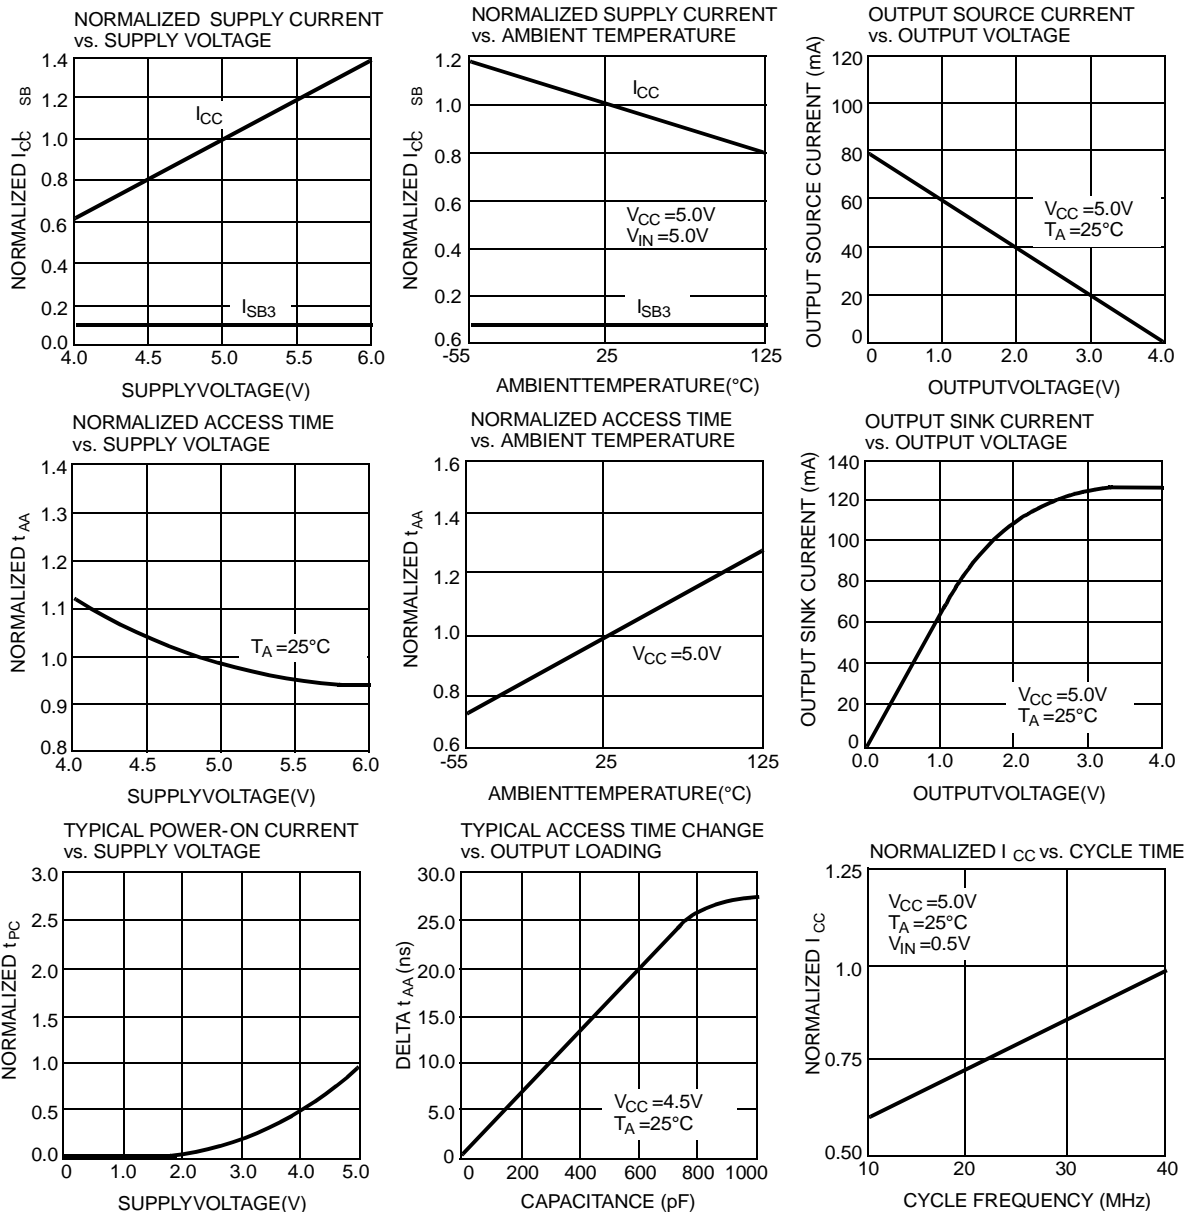 NORMALIZED SUPPLY CURRENT
vs. SUPPLY VOLTAGE
1.4
1.2
1.0
0.8
0.6
0.4
0.2
0.0
NORMALIZED ICC, SB
ICC
ISB3
4.0 4.5 5.0 5.5 6.0
SUPPLYVOLTAGE(V)
NORMALIZED SUPPLY CURRENT
vs. AMBIENT TEMPERATURE
1.2
1.0
0.8
0.6
0.4
0.2
0.6
NORMALIZED ICC, SB
ICC
VCC=5.0V
VIN=5.0V
ISB3
-55 25 125
AMBIENTTEMPERATURE(°C)
OUTPUT SOURCE CURRENT
vs. OUTPUT VOLTAGE
120
100
80
60
40
20
0
OUTPUT SOURCE CURRENT (mA)
VCC=5.0V
TA=25°C
0 1.0 2.0 3.0 4.0
OUTPUTVOLTAGE(V)
NORMALIZED ACCESS TIME
vs. SUPPLY VOLTAGE
1.4
1.3
1.2
1.1
1.0
0.9
0.8
NORMALIZED tAA
TA=25°C
4.0 4.5 5.0 5.5 6.0
SUPPLYVOLTAGE(V)
NORMALIZED ACCESS TIME
vs. AMBIENT TEMPERATURE
1.6
1.4
1.2
1.0
0.8
0.6
NORMALIZED tAA
VCC=5.0V
-55 25 125
AMBIENTTEMPERATURE(°C)
OUTPUT SINK CURRENT
vs. OUTPUT VOLTAGE
140
120
100
80
60
40
20
0
OUTPUT SINK CURRENT (mA)
VCC=5.0V
TA=25°C
0.0 1.0 2.0 3.0 4.0
OUTPUTVOLTAGE(V)
TYPICAL POWER-ON CURRENT
vs. SUPPLY VOLTAGE
3.0
2.5
2.0
1.5
1.0
0.5
0.0
NORMALIZED tPC
0 1.0 2.0 3.0 4.0 5.0
SUPPLYVOLTAGE(V)
TYPICAL ACCESS TIME CHANGE
vs. OUTPUT LOADING
30.0
25.0
20.0
15.0
10.0
5.0
0
DELTA tAA (ns)
VCC=4.5V
TA=25°C
0 200 400 600 800 1000
CAPACITANCE (pF)
NORMALIZED ICC vs. CYCLE TIME
1.25
1.0
0.75
0.50
NORMALIZED ICC
VCC=5.0V
TA=25°C
VIN=0.5V
10 20 30 40
CYCLE FREQUENCY (MHz)